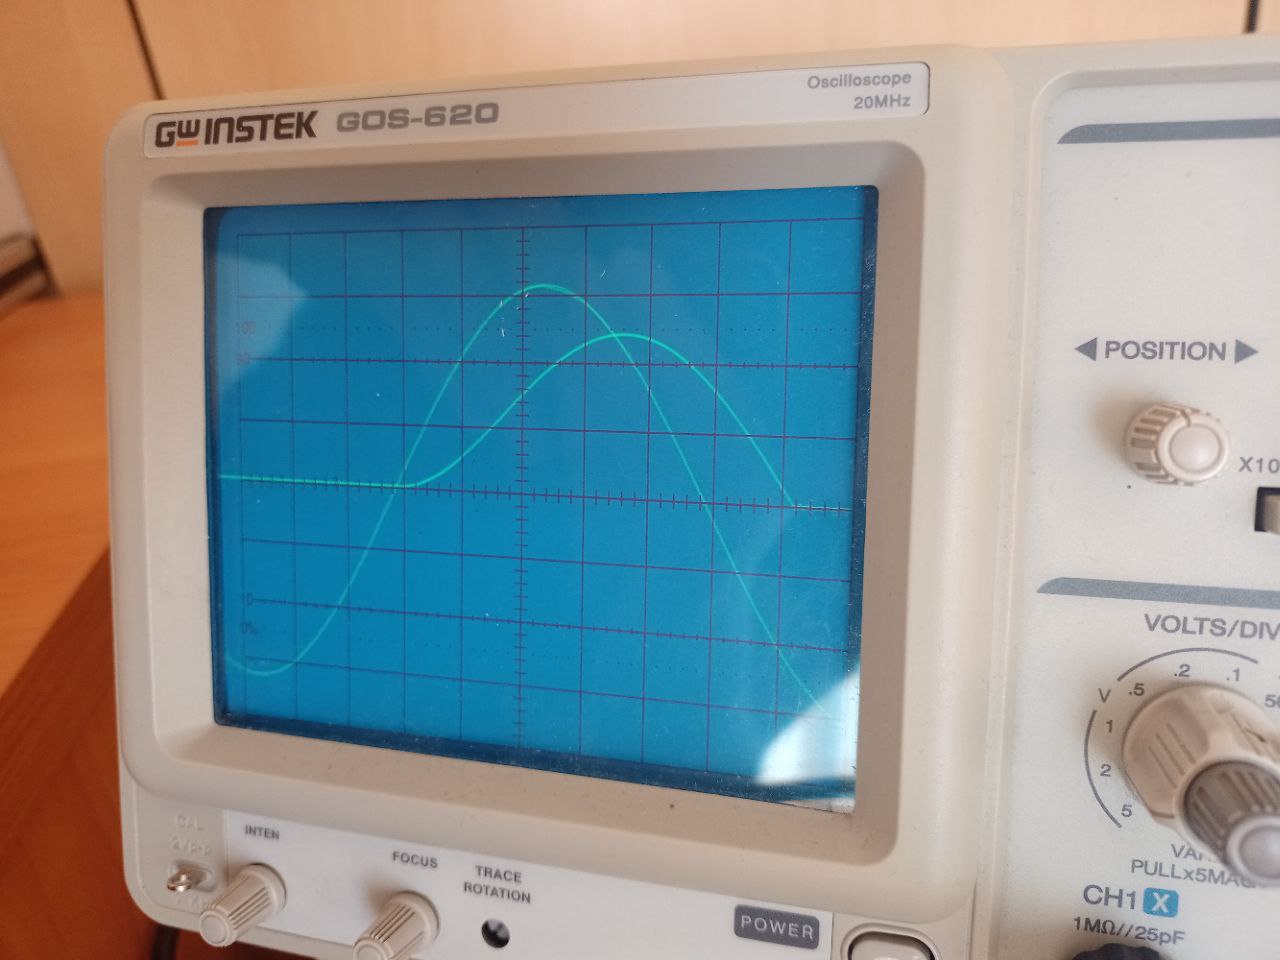 GW INSTEK GOS-620
Oscilloscope
20MHz
100
90
10
0%
◀ POSITION ▶
X10
VOLTS/DIV
V .5 .2 .1
1
2
5
PULLx5MAG
CH1 X
1MΩ//25pF
CAL
2Vp-p
INTEN
FOCUS
TRACE
ROTATION
POWER